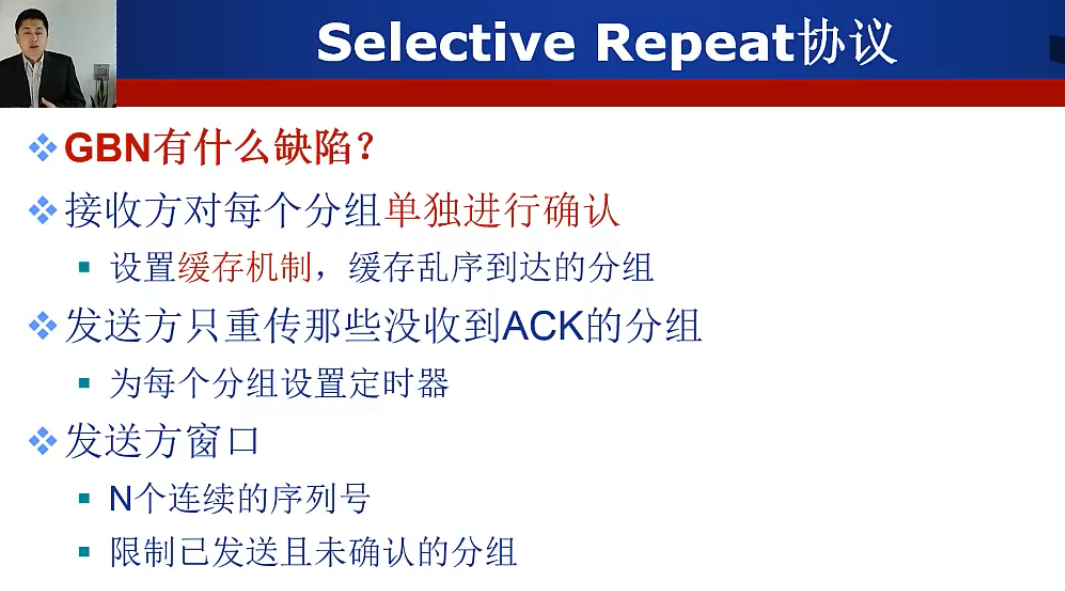 Selective Repeat协议
GBN有什么缺陷？
接收方对每个分组单独进行确认
设置缓存机制，缓存乱序到达的分组
发送方只重传那些没收到ACK的分组
为每个分组设置定时器
发送方窗口
N个连续的序列号
限制已发送且未确认的分组